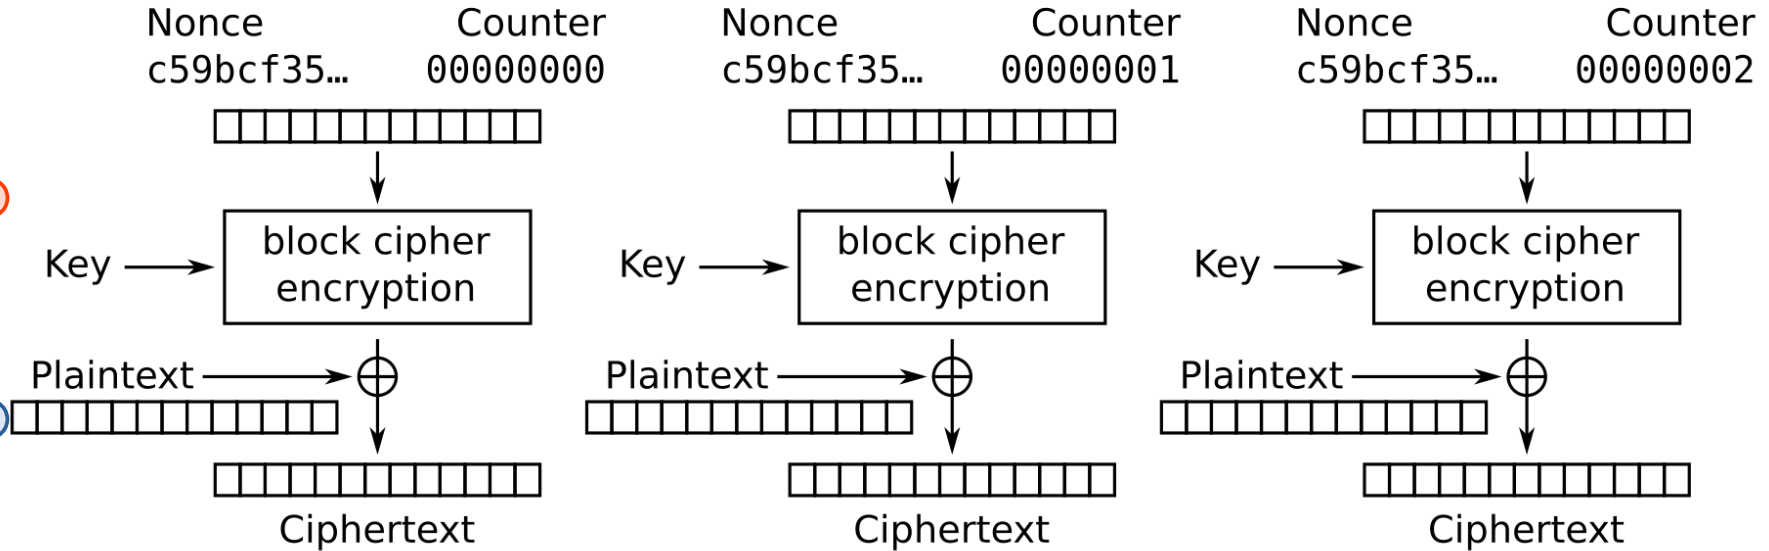 Nonce Counter Nonce Counter Nonce Counter
c59bcf35… 00000000 c59bcf35… 00000001 c59bcf35… 00000002
block cipher block cipher block cipher
Key Key Key
encryption encryption encryption
Plaintext Plaintext Plaintext
Ciphertext Ciphertext Ciphertext